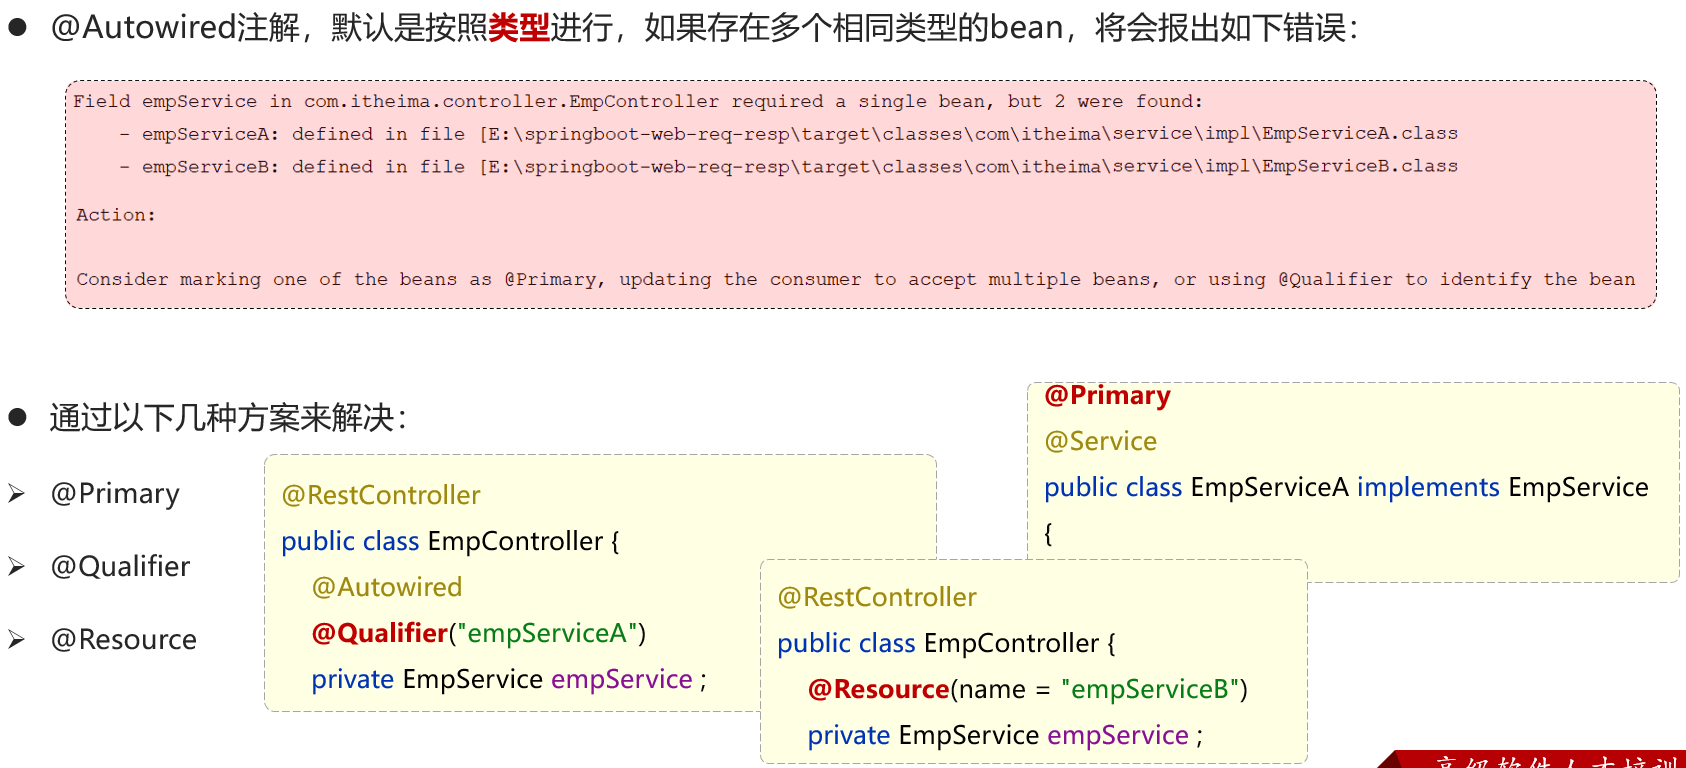 ● @Autowired注解，默认是按照类型进行，如果存在多个相同类型的bean，将会报出如下错误：
Field empService in com.itheima.controller.EmpController required a single bean, but 2 were found:
- empServiceA: defined in file [E:\springboot-web-req-resp\target\classes\com\itheima\service\impl\EmpServiceA.class
- empServiceB: defined in file [E:\springboot-web-req-resp\target\classes\com\itheima\service\impl\EmpServiceB.class
Action:
Consider marking one of the beans as @Primary, updating the consumer to accept multiple beans, or using @Qualifier to identify the bean
● 通过以下几种方案来解决：
➢ @Primary
➢ @Qualifier
➢ @Resource
@RestController
public class EmpController {
@Autowired
@Qualifier("empServiceA")
private EmpService empService ;
@RestController
public class EmpController {
@Resource(name = "empServiceB")
private EmpService empService ;
@Primary
@Service
public class EmpServiceA implements EmpService
{
高级软件人才培训